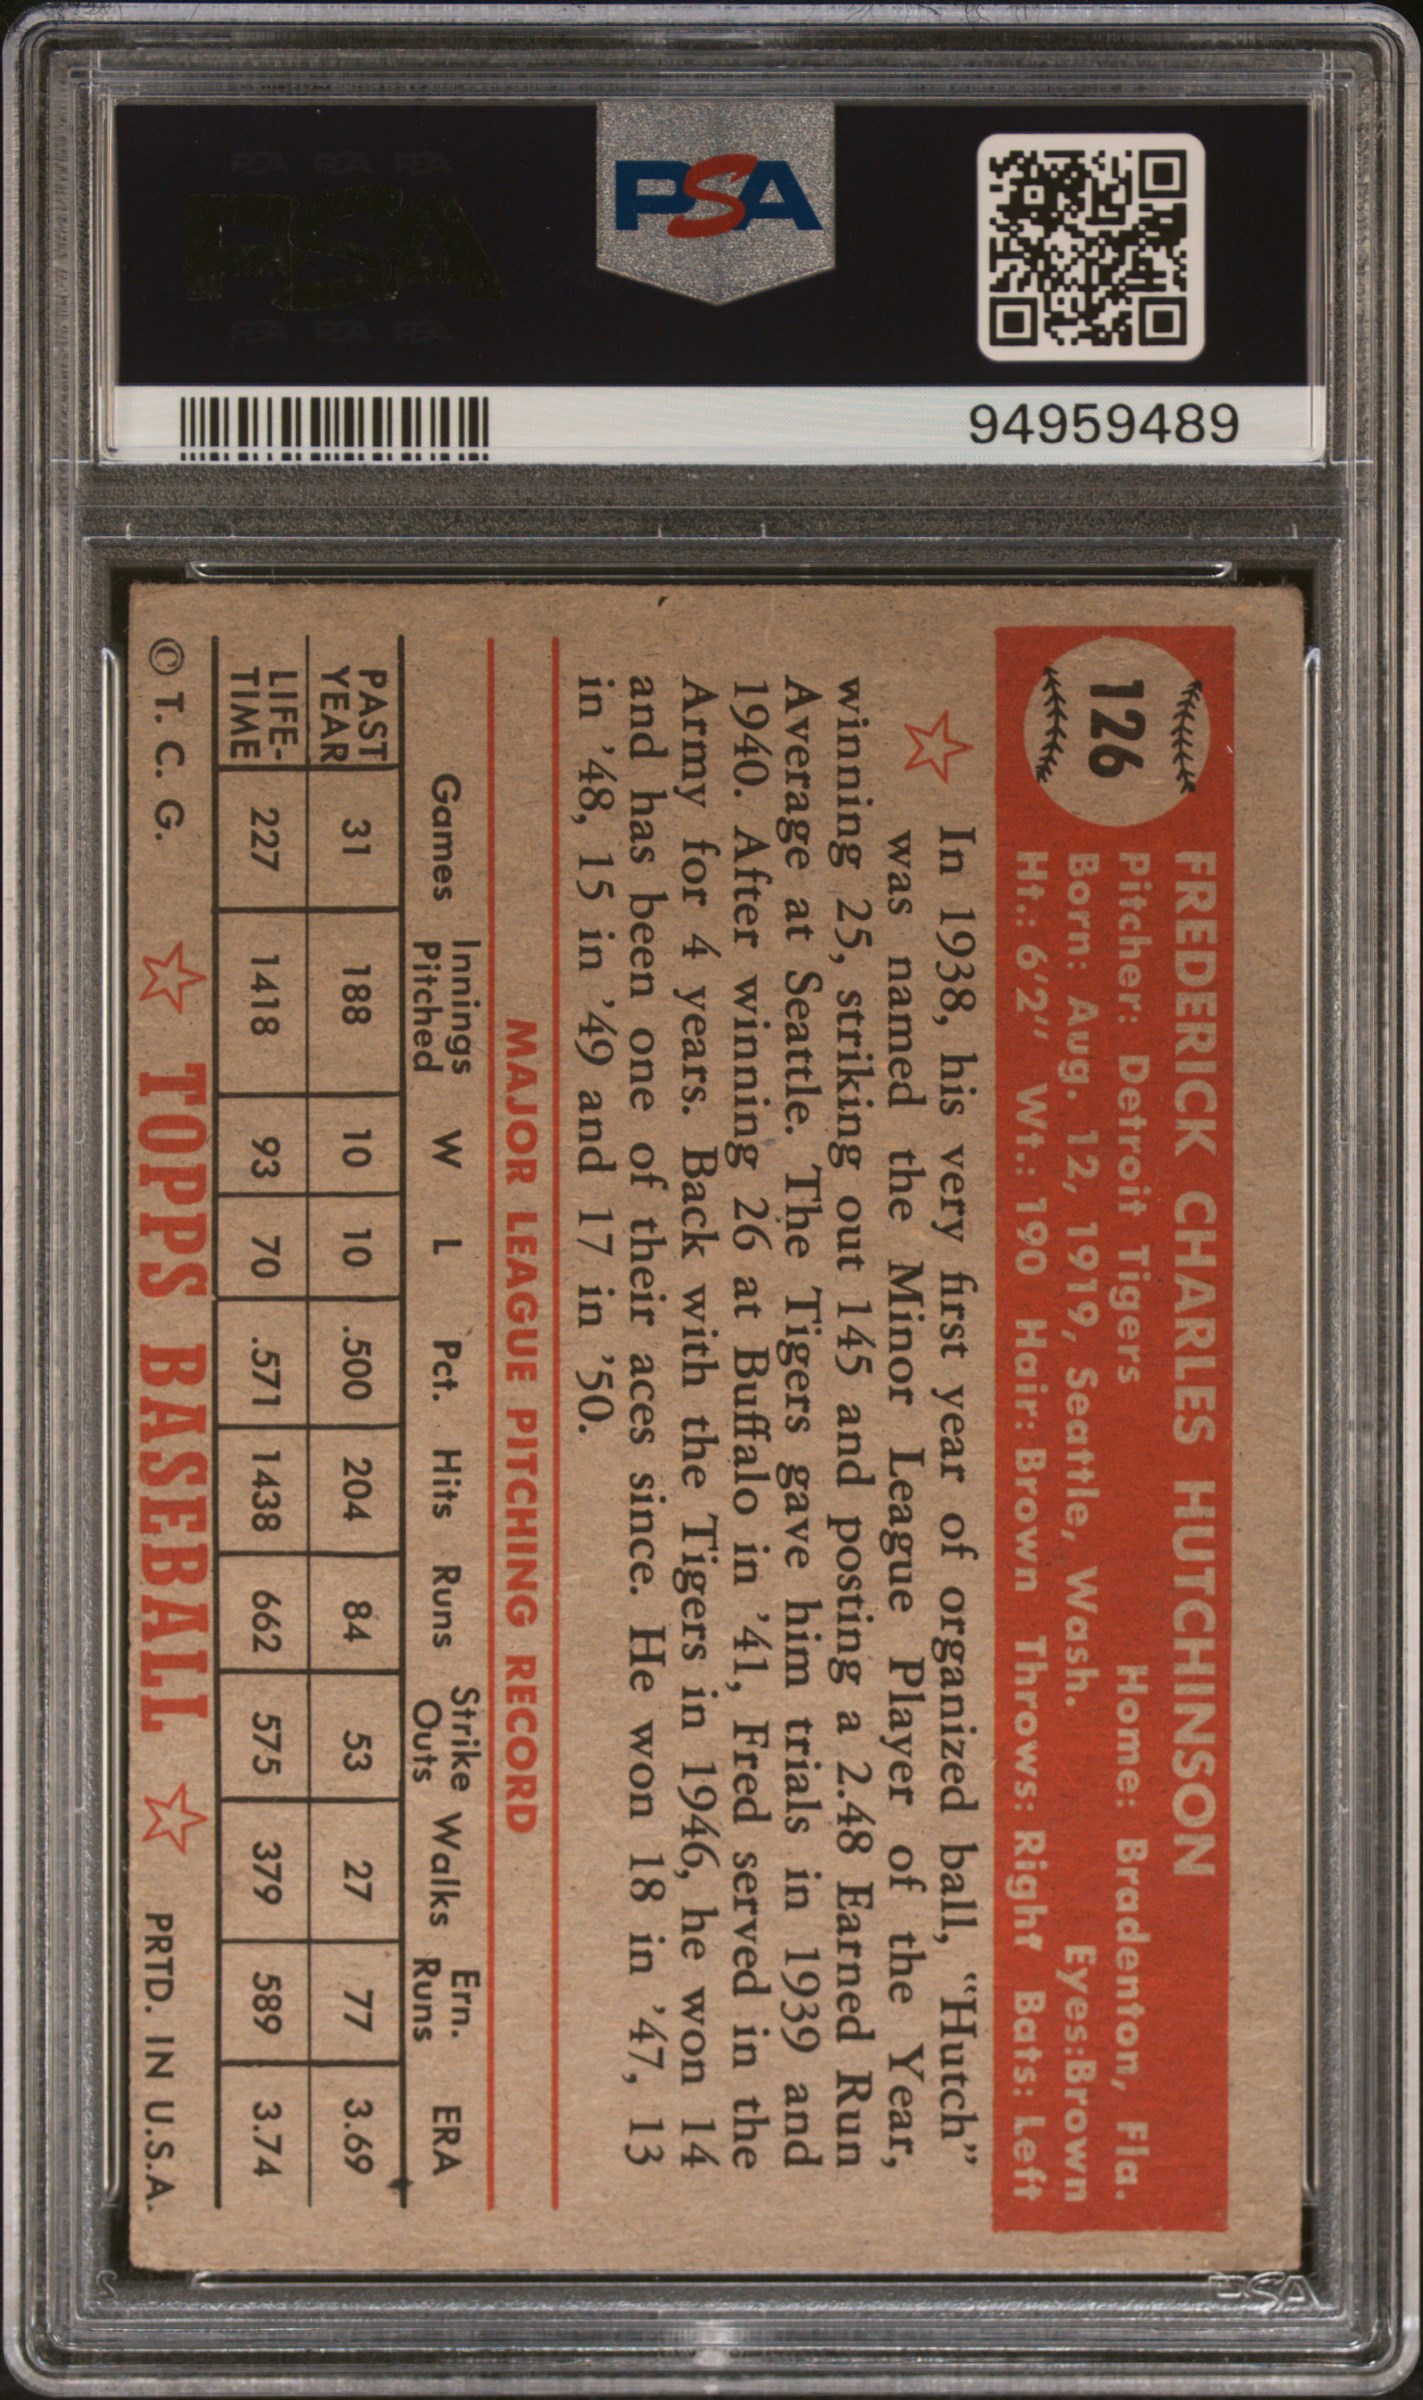 PSA
PSA PSA PSA
PSA
PSA PSA PSA
94959489
126
FREDERICK CHARLES HUTCHINSON
Pitcher: Detroit Tigers Home: Bradenton, Fla.
Born: Aug. 12, 1919, Seattle, Wash. Eyes:Brown
Ht.: 6'2" Wt.: 190 Hair: Brown Throws: Right Bats: Left
In 1938, his very first year of organized ball, "Hutch"
was named the Minor League Player of the Year,
winning 25, striking out 145 and posting a 2.48 Earned Run
Average at Seattle. The Tigers gave him trials in 1939 and
1940. After winning 26 at Buffalo in '41, Fred served in the
Army for 4 years. Back with the Tigers in 1946, he won 14
and has been one of their aces since. He won 18 in '47, 13
in '48, 15 in '49 and 17 in '50.
MAJOR LEAGUE PITCHING RECORD
Games Innings Pitched W L Pct. Hits Runs Strike Outs Walks Ern. Runs ERA
PAST YEAR 31 188 10 10 .500 204 84 53 27 77 3.69
LIFE-TIME 227 1418 93 70 .571 1438 662 575 379 589 3.74
© T. C. G. TOPPS BASEBALL PRTD. IN U.S.A.
PSA